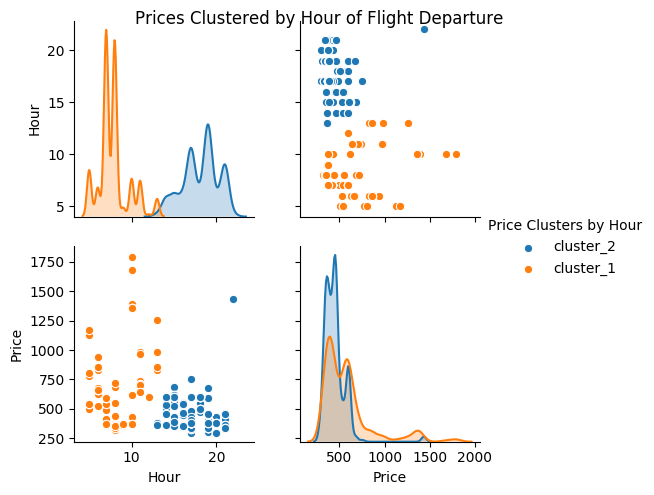 Prices Clustered by Hour of Flight Departure
20
15
10
5
Hour
Price Clusters by Hour
cluster_2
cluster_1
1750
1500
1250
1000
750
500
250
Price
10 20
Hour
500 1000 1500 2000
Price